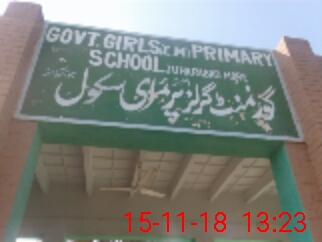 GOVT. GIRLS(E.M) PRIMARY
SCHOOL
گورنمنٹ گرلز پرائمری سکول
15-11-18 13:23